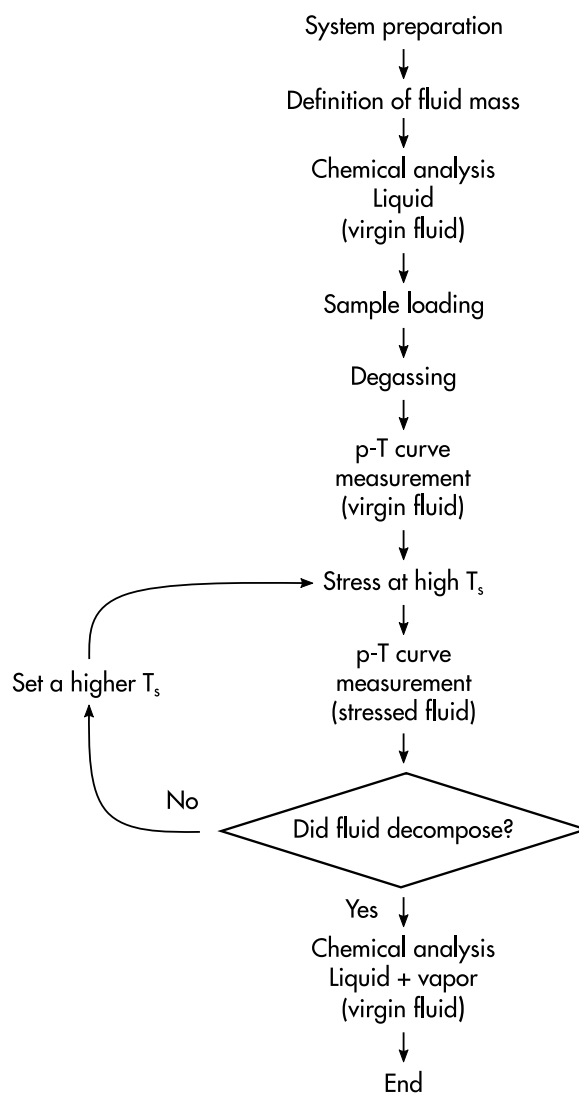 System preparation
Definition of fluid mass
Chemical analysis
Liquid
(virgin fluid)
Sample loading
Degassing
p-T curve
measurement
(virgin fluid)
Stress at high Tₛ
p-T curve
measurement
(stressed fluid)
Set a higher Tₛ
No
Did fluid decompose?
Yes
Chemical analysis
Liquid + vapor
(virgin fluid)
End